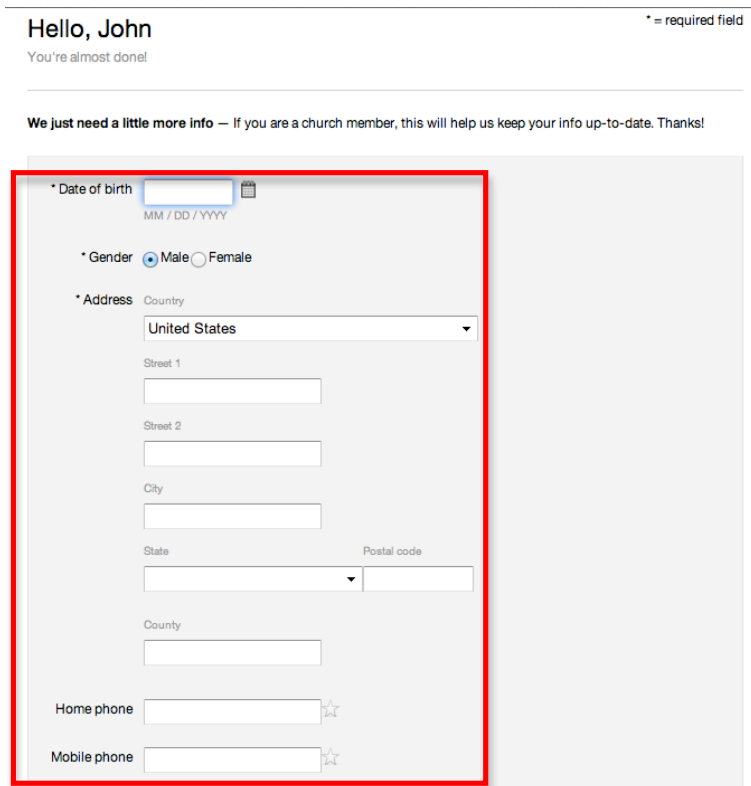 Hello, John
* = required field
You're almost done!
We just need a little more info — If you are a church member, this will help us keep your info up-to-date. Thanks!
* Date of birth
MM / DD / YYYY
* Gender Male Female
* Address Country
United States
Street 1
Street 2
City
State Postal code
County
Home phone
Mobile phone